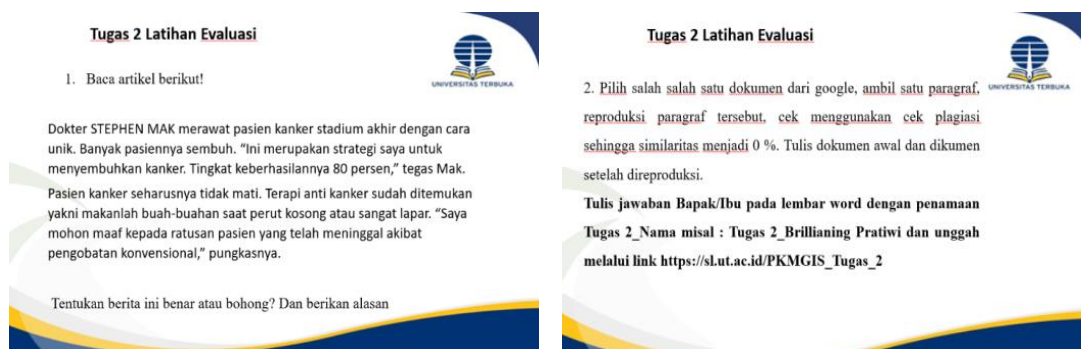 Tugas 2 Latihan Evaluasi
UNIVERSITAS TERBUKA
1. Baca artikel berikut!
Dokter STEPHEN MAK merawat pasien kanker stadium akhir dengan cara
unik. Banyak pasiennya sembuh. “Ini merupakan strategi saya untuk
menyembuhkan kanker. Tingkat keberhasilannya 80 persen,” tegas Mak.
Pasien kanker seharusnya tidak mati. Terapi anti kanker sudah ditemukan
yakni makanlah buah-buahan saat perut kosong atau sangat lapar. “Saya
mohon maaf kepada ratusan pasien yang telah meninggal akibat
pengobatan konvensional,” pungkasnya.
Tentukan berita ini benar atau bohong? Dan berikan alasan
Tugas 2 Latihan Evaluasi
UNIVERSITAS TERBUKA
2. Pilih salah salah satu dokumen dari google, ambil satu paragraf,
reproduksi paragraf tersebut, cek menggunakan cek plagiasi
sehingga similaritas menjadi 0 %. Tulis dokumen awal dan dikumen
setelah direproduksi.
Tulis jawaban Bapak/Ibu pada lembar word dengan penamaan
Tugas 2_Nama misal : Tugas 2_Brillianing Pratiwi dan unggah
melalui link https://sl.ut.ac.id/PKMGIS_Tugas_2